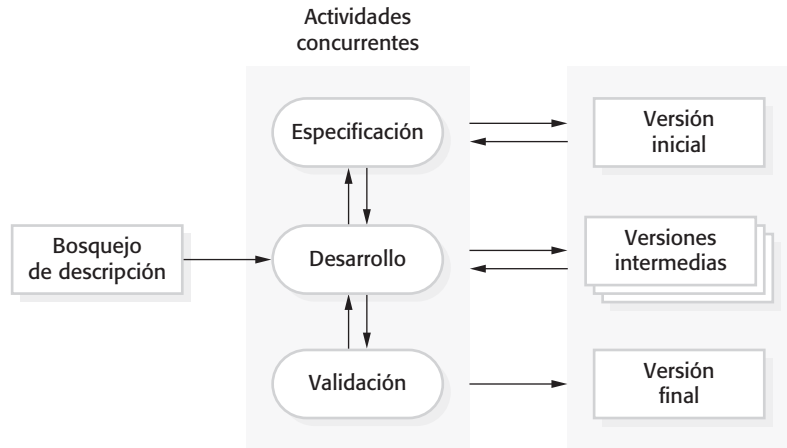 Actividades
concurrentes
Especificación
Versión
inicial
Bosquejo
de descripción
Desarrollo
Versiones
intermedias
Validación
Versión
final